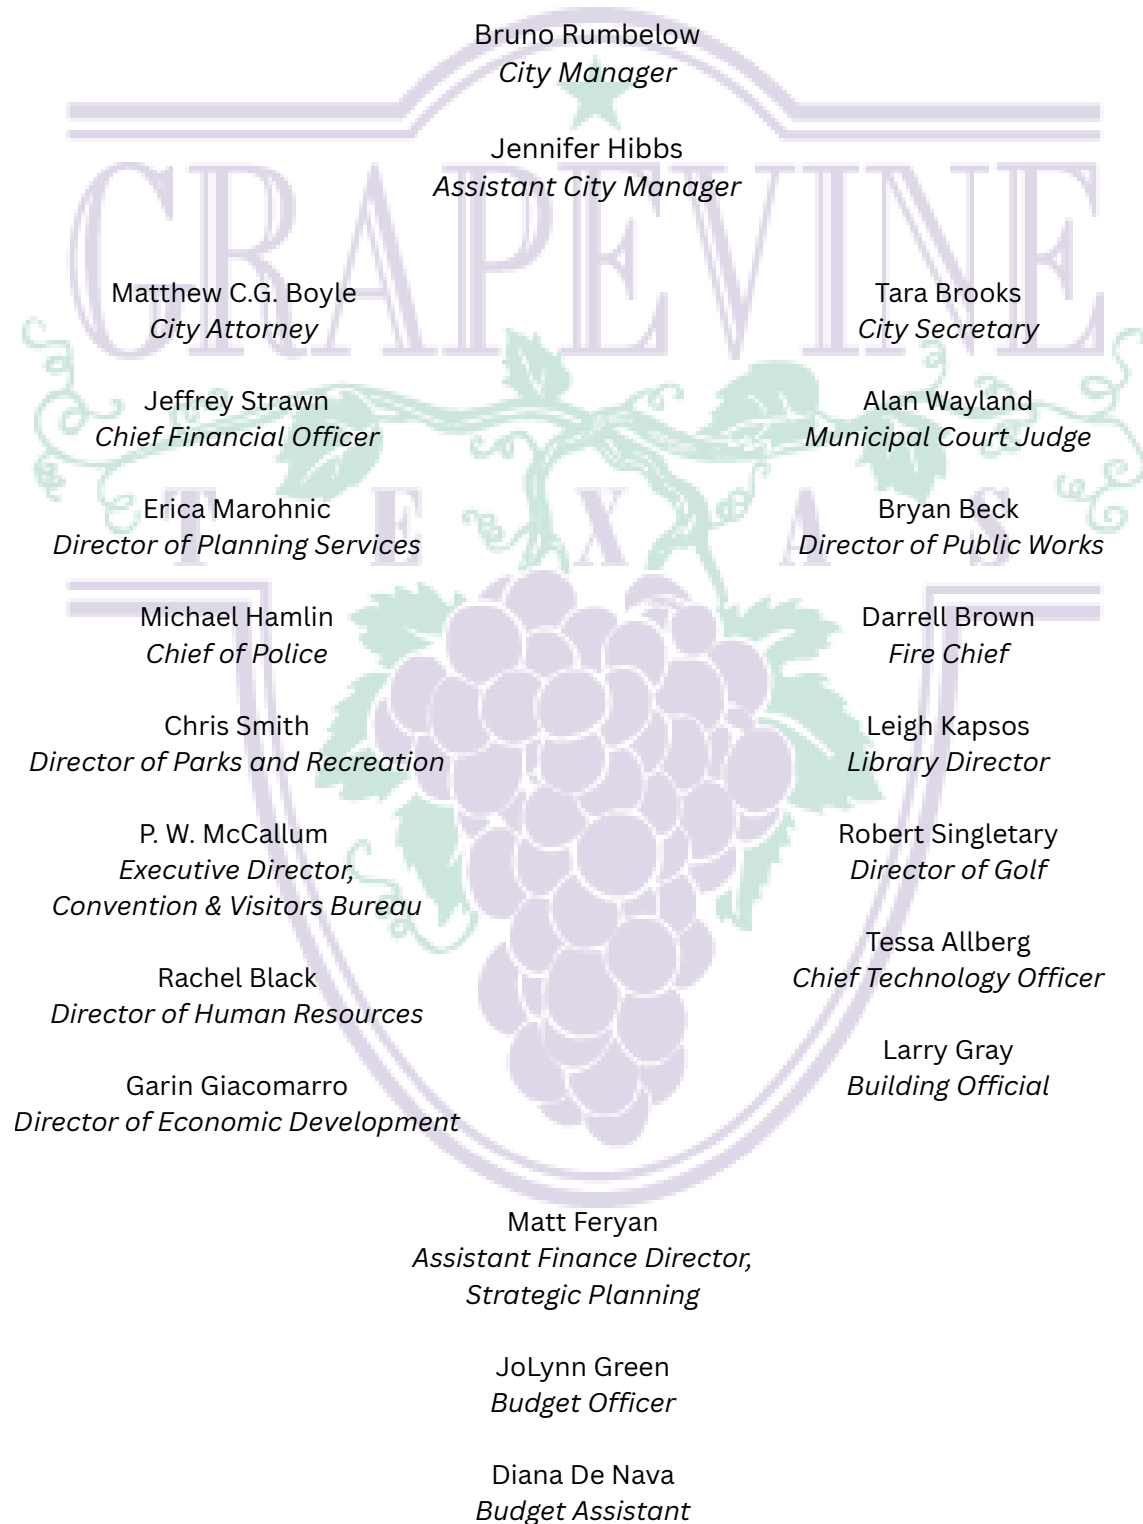 Bruno Rumbelow
City Manager
Jennifer Hibbs
Assistant City Manager
GRAPEVINE
TEXAS
Matthew C.G. Boyle
City Attorney
Jeffrey Strawn
Chief Financial Officer
Erica Marohnic
Director of Planning Services
Michael Hamlin
Chief of Police
Chris Smith
Director of Parks and Recreation
P. W. McCallum
Executive Director,
Convention & Visitors Bureau
Rachel Black
Director of Human Resources
Garin Giacomarro
Director of Economic Development
Tara Brooks
City Secretary
Alan Wayland
Municipal Court Judge
Bryan Beck
Director of Public Works
Darrell Brown
Fire Chief
Leigh Kapsos
Library Director
Robert Singletary
Director of Golf
Tessa Allberg
Chief Technology Officer
Larry Gray
Building Official
Matt Feryan
Assistant Finance Director,
Strategic Planning
JoLynn Green
Budget Officer
Diana De Nava
Budget Assistant